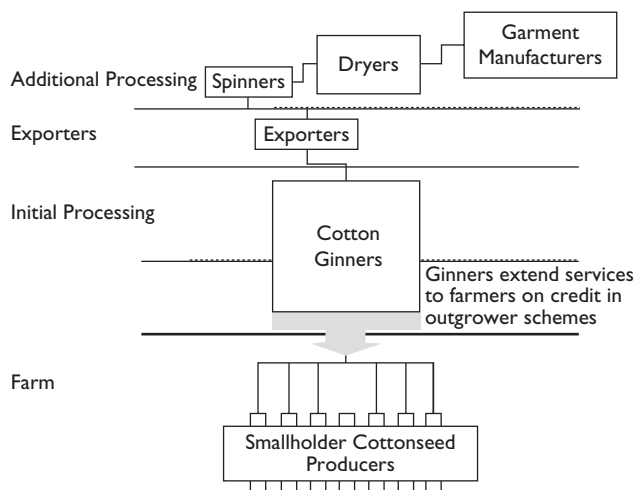 Garment
Manufacturers
Dryers
Additional Processing
Spinners
Exporters
Exporters
Initial Processing
Cotton
Ginners
Ginners extend services
to farmers on credit in
outgrower schemes
Farm
Smallholder Cottonseed
Producers